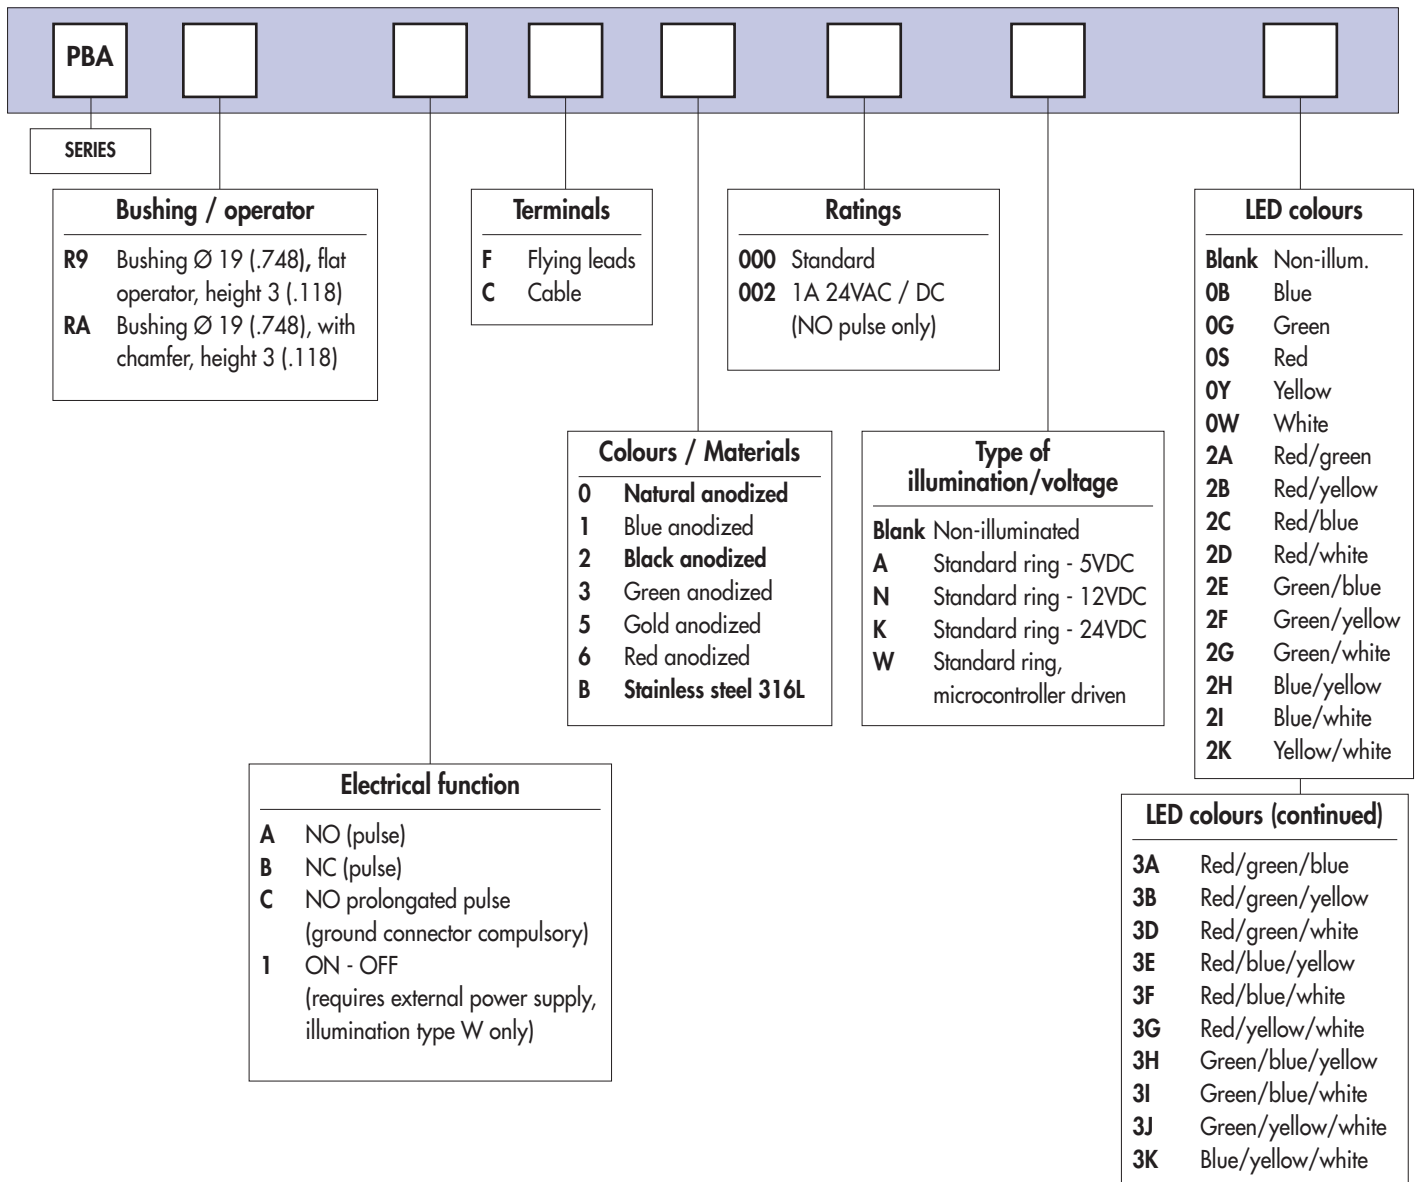 PBA
SERIES
Bushing / operator
R9 Bushing Ø 19 (.748), flat
operator, height 3 (.118)
RA Bushing Ø 19 (.748), with
chamfer, height 3 (.118)
Terminals
F Flying leads
C Cable
Ratings
000 Standard
002 1A 24VAC / DC
(NO pulse only)
LED colours
Blank Non-illum.
0B Blue
0G Green
0S Red
0Y Yellow
0W White
2A Red/green
2B Red/yellow
2C Red/blue
2D Red/white
2E Green/blue
2F Green/yellow
2G Green/white
2H Blue/yellow
2I Blue/white
2K Yellow/white
Colours / Materials
0 Natural anodized
1 Blue anodized
2 Black anodized
3 Green anodized
5 Gold anodized
6 Red anodized
B Stainless steel 316L
Type of
illumination/voltage
Blank Non-illuminated
A Standard ring - 5VDC
N Standard ring - 12VDC
K Standard ring - 24VDC
W Standard ring,
microcontroller driven
Electrical function
A NO (pulse)
B NC (pulse)
C NO prolongated pulse
(ground connector compulsory)
1 ON - OFF
(requires external power supply,
illumination type W only)
LED colours (continued)
3A Red/green/blue
3B Red/green/yellow
3D Red/green/white
3E Red/blue/yellow
3F Red/blue/white
3G Red/yellow/white
3H Green/blue/yellow
3I Green/blue/white
3J Green/yellow/white
3K Blue/yellow/white